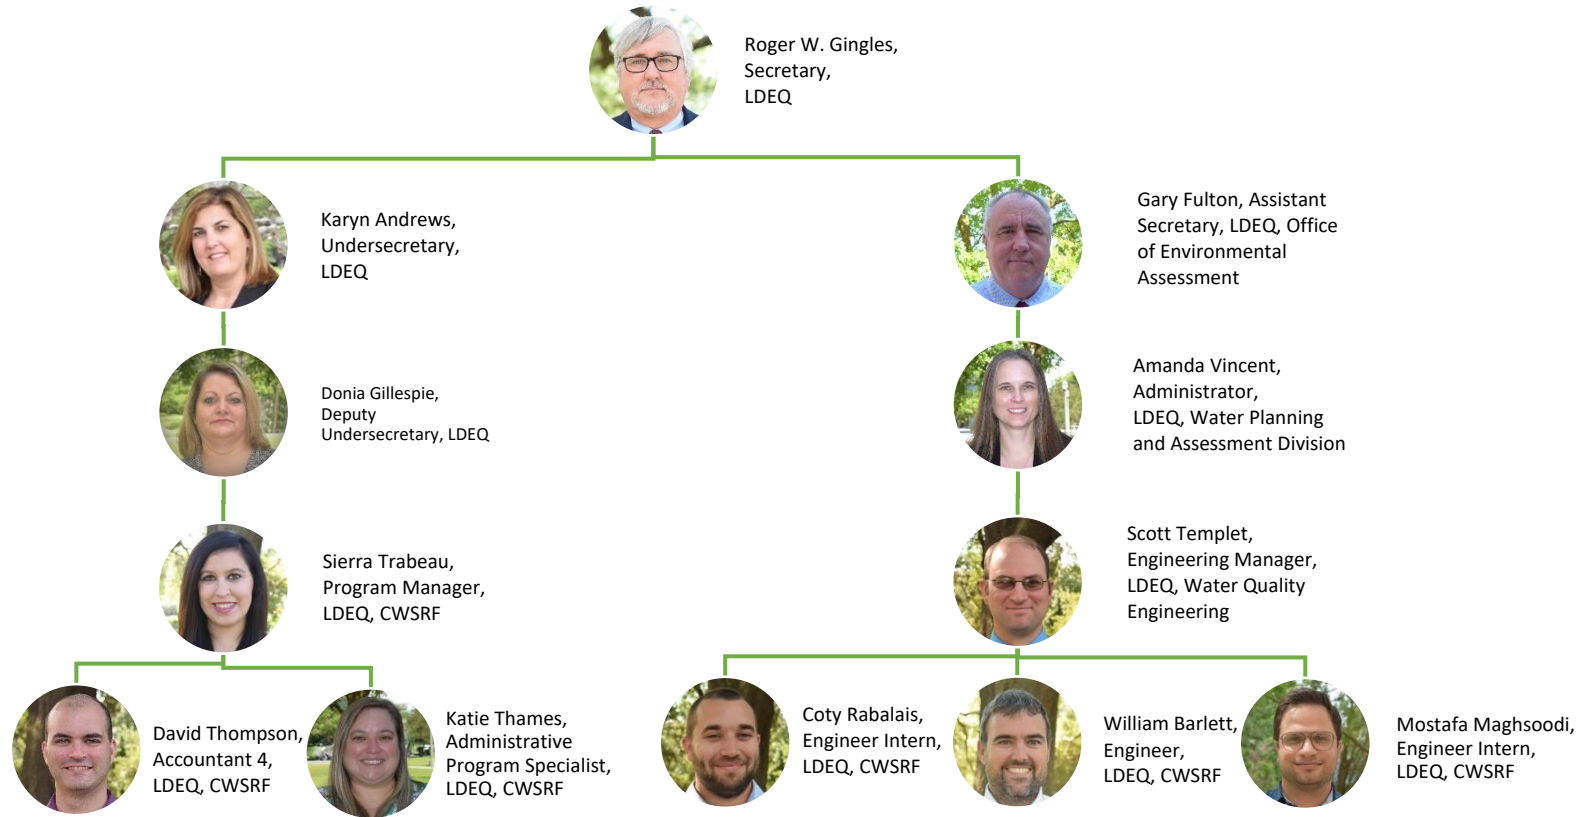 Roger W. Gingles,
Secretary,
LDEQ
Karyn Andrews,
Undersecretary,
LDEQ
Gary Fulton, Assistant
Secretary, LDEQ, Office
of Environmental
Assessment
Donia Gillespie,
Deputy
Undersecretary, LDEQ
Amanda Vincent,
Administrator,
LDEQ, Water Planning
and Assessment Division
Sierra Trabeau,
Program Manager,
LDEQ, CWSRF
Scott Templet,
Engineering Manager,
LDEQ, Water Quality
Engineering
David Thompson,
Accountant 4,
LDEQ, CWSRF
Katie Thames,
Administrative
Program Specialist,
LDEQ, CWSRF
Coty Rabalais,
Engineer Intern,
LDEQ, CWSRF
William Barlett,
Engineer,
LDEQ, CWSRF
Mostafa Maghsoodi,
Engineer Intern,
LDEQ, CWSRF